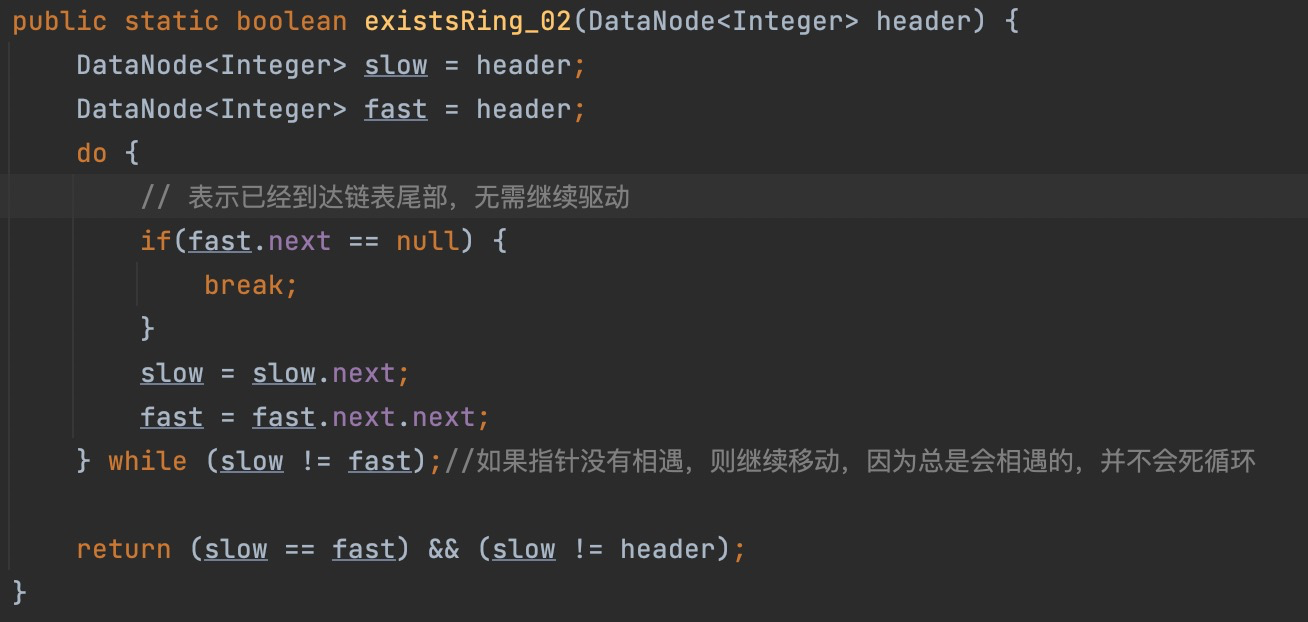 public static boolean existsRing_02(DataNode<Integer> header) {
    DataNode<Integer> slow = header;
    DataNode<Integer> fast = header;
    do {
        // 表示已经到达链表尾部，无需继续驱动
        if(fast.next == null) {
            break;
        }
        slow = slow.next;
        fast = fast.next.next;
    } while (slow != fast);//如果指针没有相遇，则继续移动，因为总是会相遇的，并不会死循环
    return (slow == fast) && (slow != header);
}